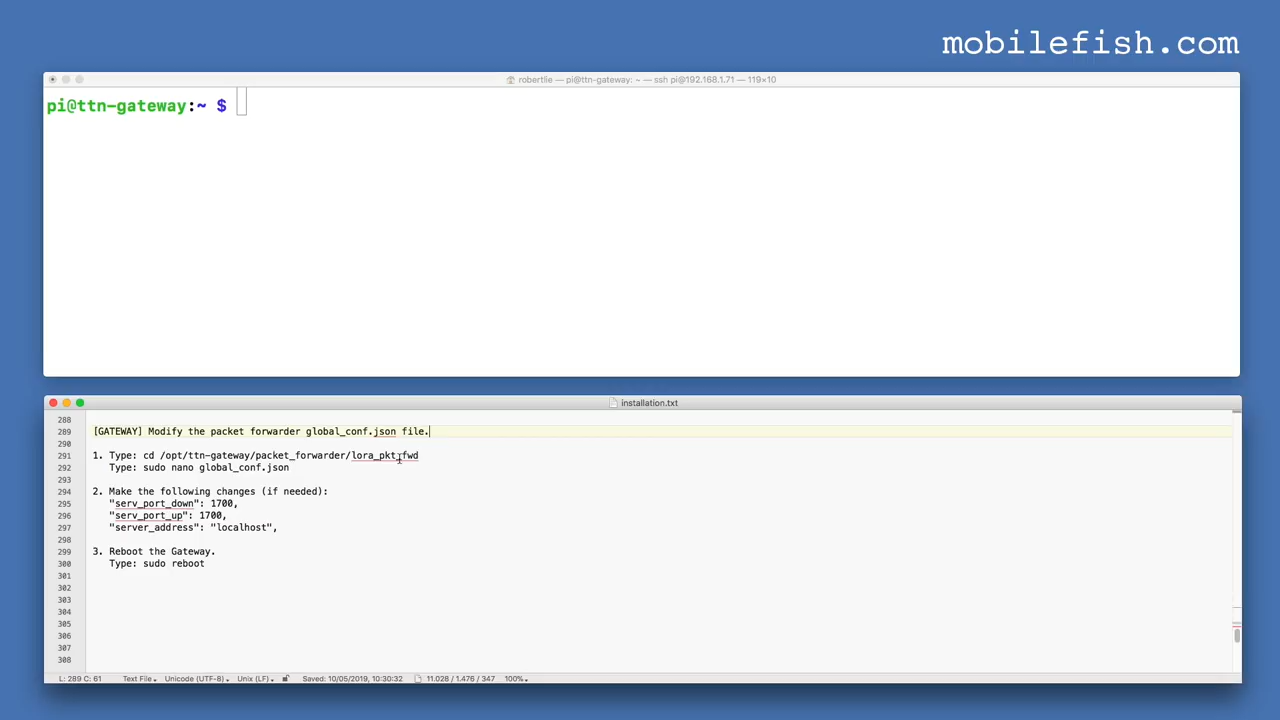 mobilefish.com
robertlie — pi@ttn-gateway: ~ — ssh pi@192.168.1.71 — 119×10
pi@ttn-gateway:~ $
installation.txt
288
289 [GATEWAY] Modify the packet forwarder global_conf.json file.
290
291 1. Type: cd /opt/ttn-gateway/packet_forwarder/lora_pkt_fwd
292 Type: sudo nano global_conf.json
293
294 2. Make the following changes (if needed):
295 "serv_port_down": 1700,
296 "serv_port_up": 1700,
297 "server_address": "localhost",
298
299 3. Reboot the Gateway.
300 Type: sudo reboot
301
302
303
304
305
306
307
308
L: 289 C: 61 Text File Unicode (UTF-8) Unix (LF) Saved: 10/05/2019, 10:30:32 11.028 / 1.476 / 347 100%